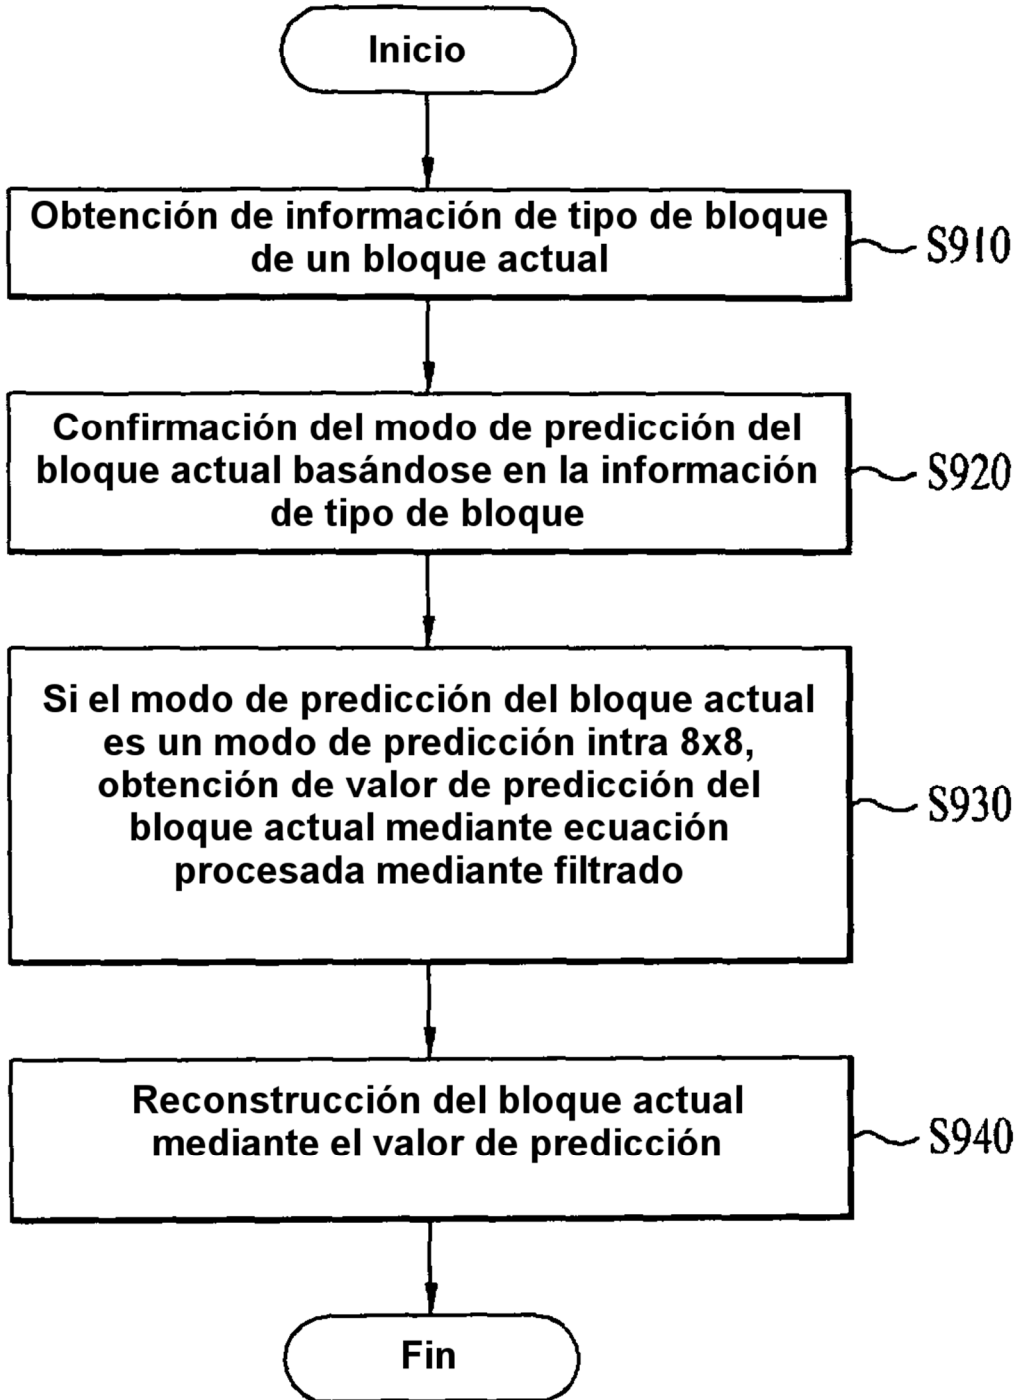 Inicio
Obtención de información de tipo de bloque
de un bloque actual
S910
Confirmación del modo de predicción del
bloque actual basándose en la información
de tipo de bloque
S920
Si el modo de predicción del bloque actual
es un modo de predicción intra 8x8,
obtención de valor de predicción del
bloque actual mediante ecuación
procesada mediante filtrado
S930
Reconstrucción del bloque actual
mediante el valor de predicción
S940
Fin